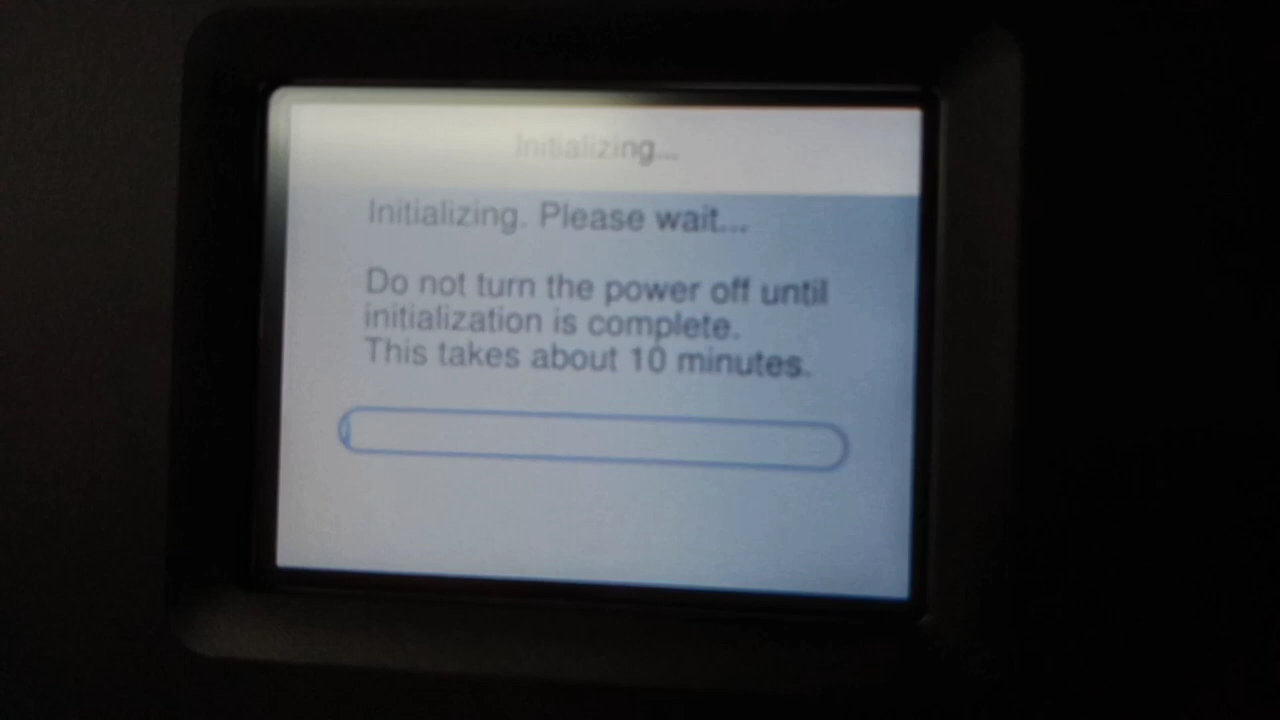 Initializing...
Initializing. Please wait...
Do not turn the power off until
initialization is complete.
This takes about 10 minutes.